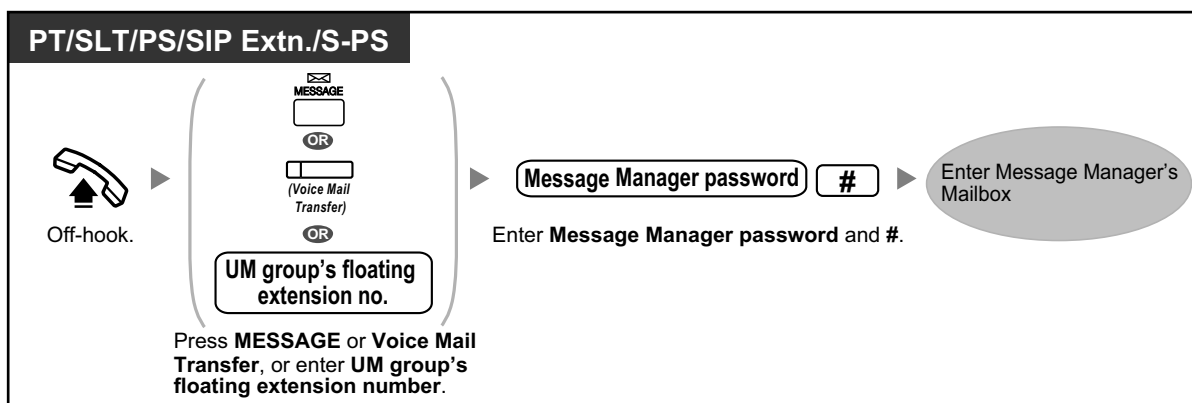 PT/SLT/PS/SIP Extn./S-PS
MESSAGE
OR
(Voice Mail
Transfer)
OR
UM group's floating
extension no.
Off-hook.
Press MESSAGE or Voice Mail
Transfer, or enter UM group's
floating extension number.
Message Manager password #
Enter Message Manager password and #.
Enter Message Manager's
Mailbox